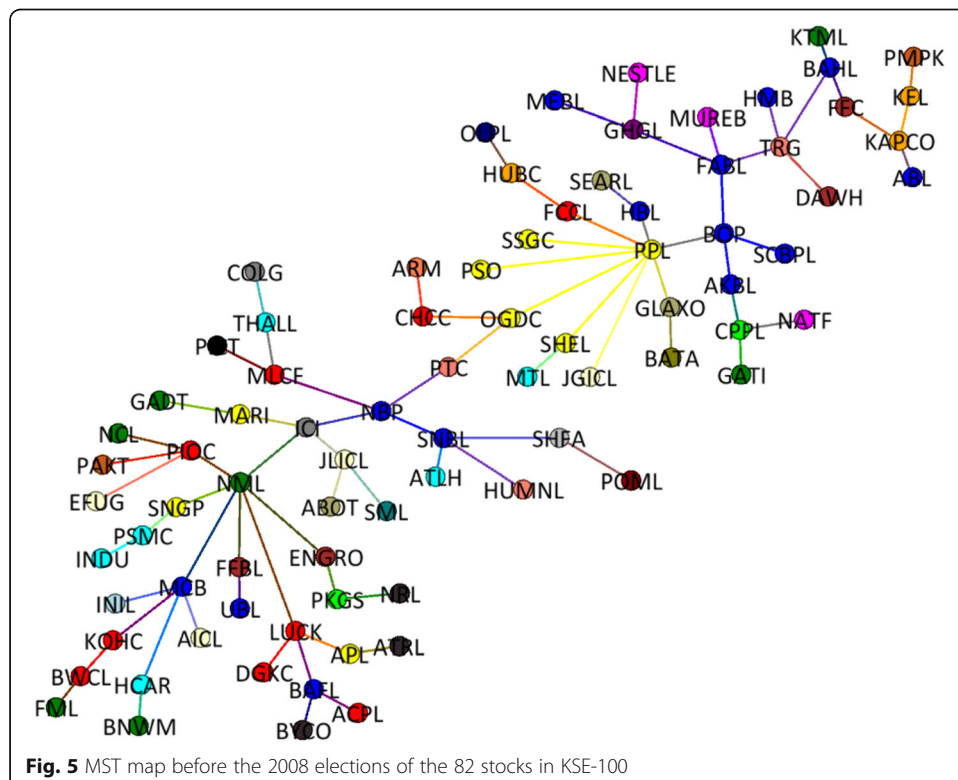 KTML
BAHL
PMPK
NESTLE
KEL
MEBL
HMB
FFC
MUREB
GHGL
OLPL
TRG
KAPCO
FABL
HUBC
SEARL
ABL
DAWH
FCCL
HBL
SSGC
BOP
PPL
SCBPL
ARM
PSO
COLG
AKBL
GLAXO
CHCC
OGDC
THALL
NATF
CPPL
SHEL
BATA
PTC
MTL
JGICL
GATI
MLCF
GADT
MARI
NBP
ICI
NCL
SNBL
SHFA
PIOC
PAKT
JLICL
ATLH
NML
POML
EFUG
HUMNL
SNGP
ABOT
SML
PSMC
INDU
ENGRO
FFBL
MCB
NRL
INIL
PKGS
UBL
KOHC
AICL
LUCK
APL
ATRL
BWCL
DGKC
HCAR
BAFL
FML
ACPL
BNWM
BYCO
Fig. 5 MST map before the 2008 elections of the 82 stocks in KSE-100